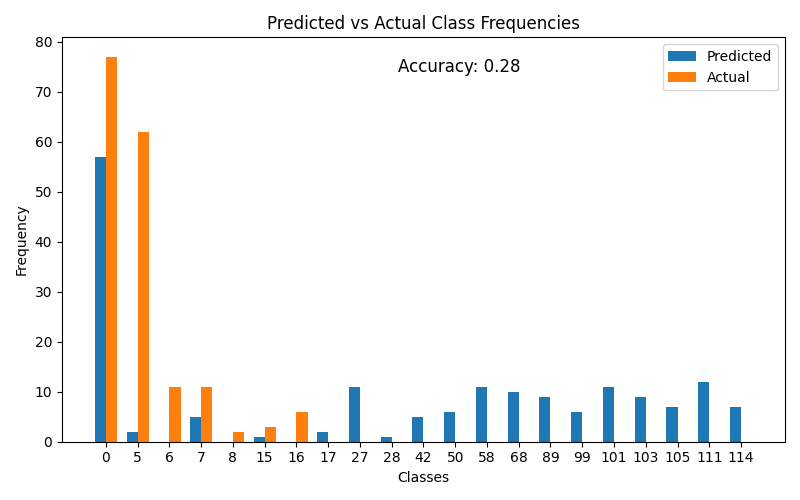 Predicted vs Actual Class Frequencies
Accuracy: 0.28
Predicted
Actual
Frequency
80
70
60
50
40
30
20
10
0
0 5 6 7 8 15 16 17 27 28 42 50 58 68 89 99 101 103 105 111 114
Classes